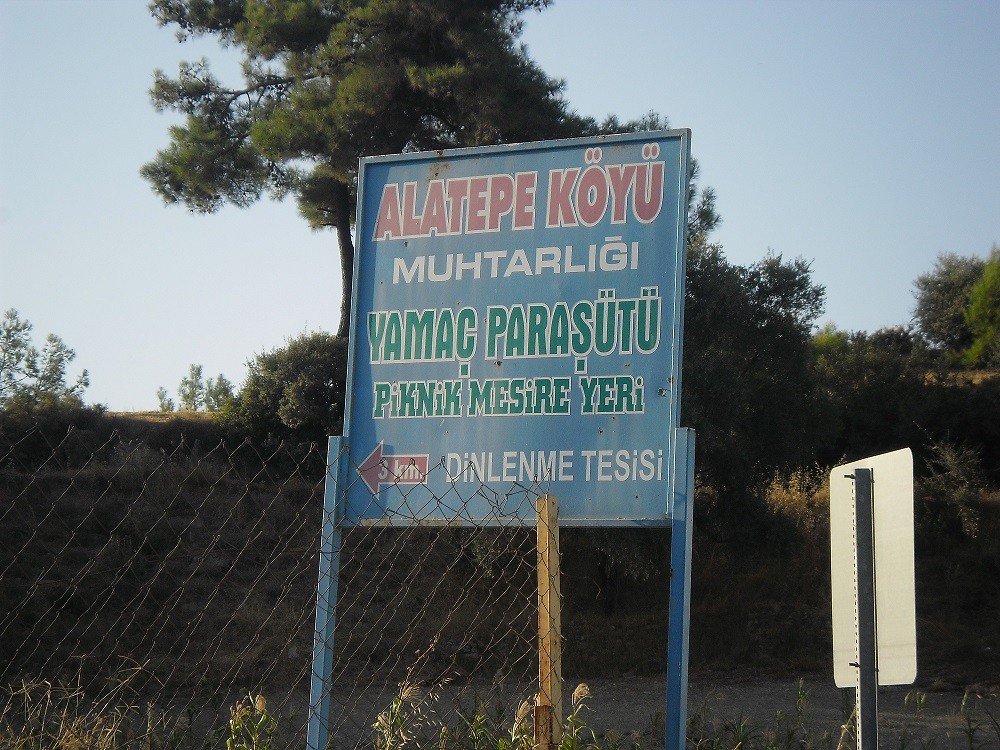 ALATEPE KÖYÜ
MUHTARLIĞI
YAMAÇ PARAŞÜTÜ
PİKNİK MESİRE YERİ
3 km DİNLENME TESİSİ